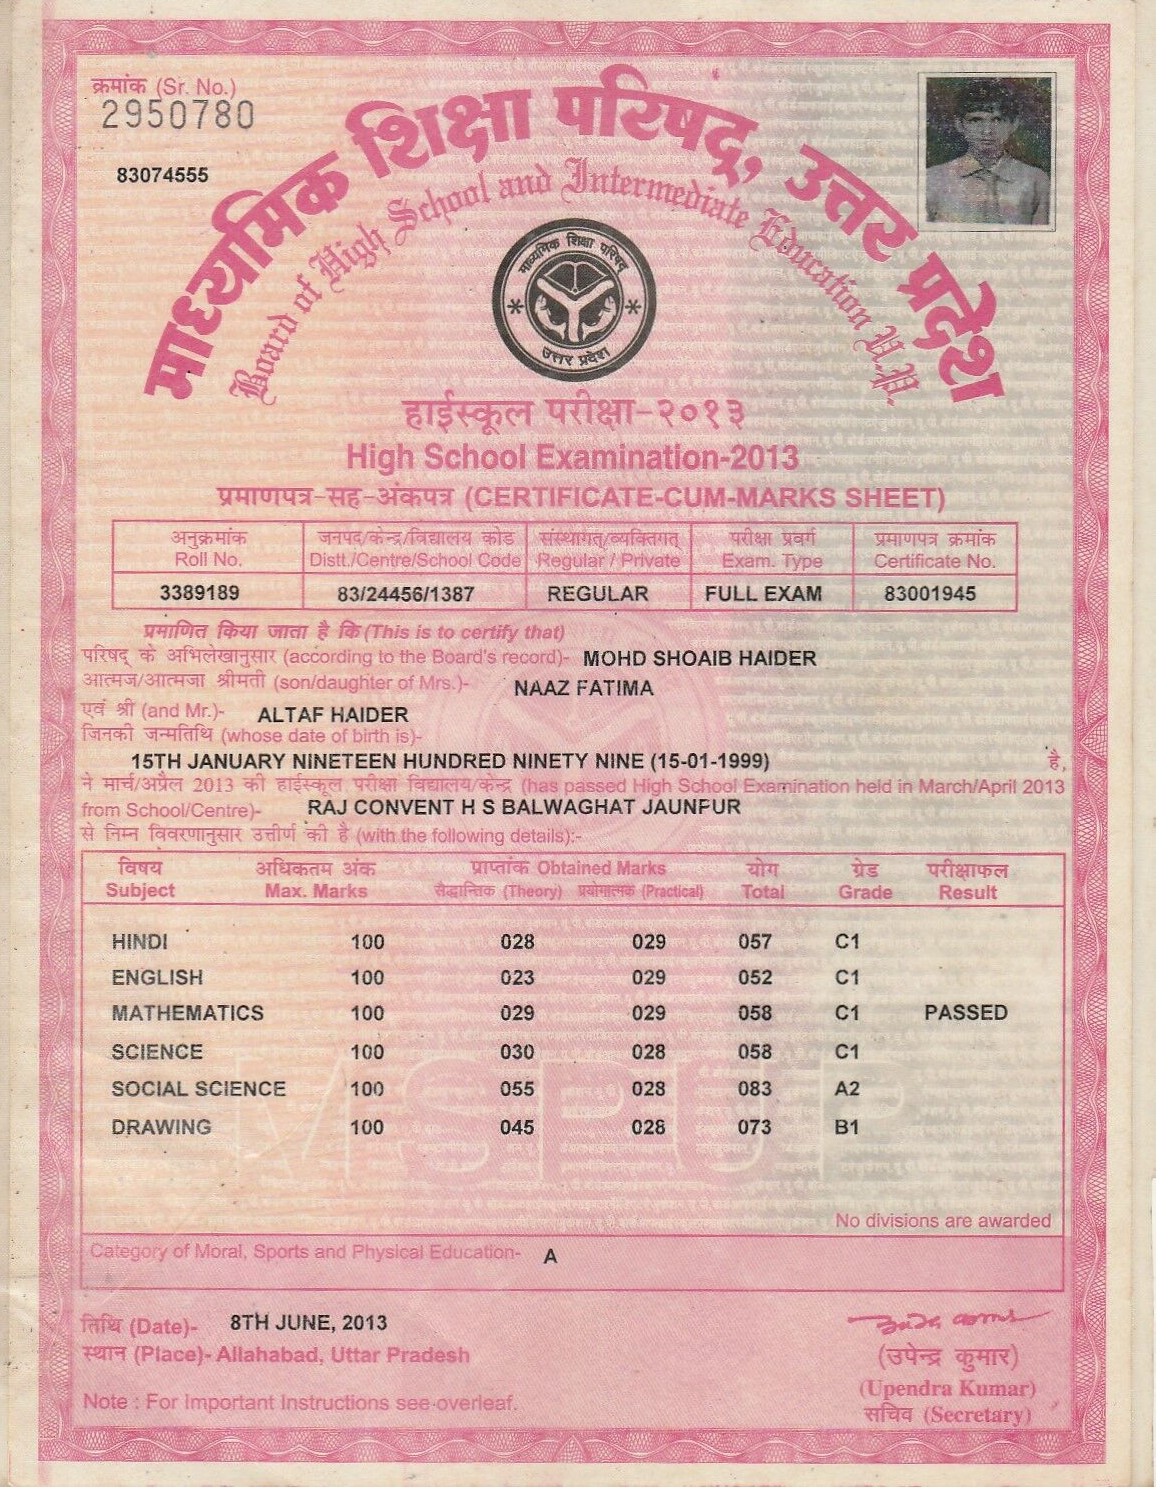 क्रमांक (Sr. No.)
2950780
83074555
माध्यमिक शिक्षा परिषद्, उत्तर प्रदेश
Board of High School and Intermediate Education U.P.
माध्यमिक शिक्षा परिषद्
उत्तर प्रदेश
हाईस्कूल परीक्षा-२०१३
High School Examination-2013
प्रमाणपत्र-सह-अंकपत्र (CERTIFICATE-CUM-MARKS SHEET)
अनुक्रमांक जनपद/केन्द्र/विद्यालय कोड संस्थागत/व्यक्तिगत परीक्षा प्रवर्ग प्रमाणपत्र क्रमांक
Roll No. Distt./Centre/School Code Regular / Private Exam. Type Certificate No.
3389189 83/24456/1387 REGULAR FULL EXAM 83001945
प्रमाणित किया जाता है कि (This is to certify that)
परिषद् के अभिलेखानुसार (according to the Board's record)- MOHD SHOAIB HAIDER
आत्मज/आत्मजा श्रीमती (son/daughter of Mrs.)- NAAZ FATIMA
एवं श्री (and Mr.)- ALTAF HAIDER
जिनकी जन्मतिथि (whose date of birth is)-
15TH JANUARY NINETEEN HUNDRED NINETY NINE (15-01-1999) है,
ने मार्च/अप्रैल 2013 की हाईस्कूल परीक्षा विद्यालय/केन्द्र (has passed High School Examination held in March/April 2013
from School/Centre)- RAJ CONVENT H S BALWAGHAT JAUNPUR
से निम्न विवरणानुसार उत्तीर्ण की है (with the following details):-
विषय अधिकतम अंक प्राप्तांक Obtained Marks योग ग्रेड परीक्षाफल
Subject Max. Marks सैद्धान्तिक (Theory) प्रयोगात्मक (Practical) Total Grade Result
HINDI 100 028 029 057 C1
ENGLISH 100 023 029 052 C1
MATHEMATICS 100 029 029 058 C1 PASSED
SCIENCE 100 030 028 058 C1
SOCIAL SCIENCE 100 055 028 083 A2
DRAWING 100 045 028 073 B1
No divisions are awarded
Category of Moral, Sports and Physical Education- A
तिथि (Date)- 8TH JUNE, 2013
स्थान (Place)- Allahabad, Uttar Pradesh
(उपेन्द्र कुमार)
(Upendra Kumar)
सचिव (Secretary)
Note : For Important Instructions see overleaf.